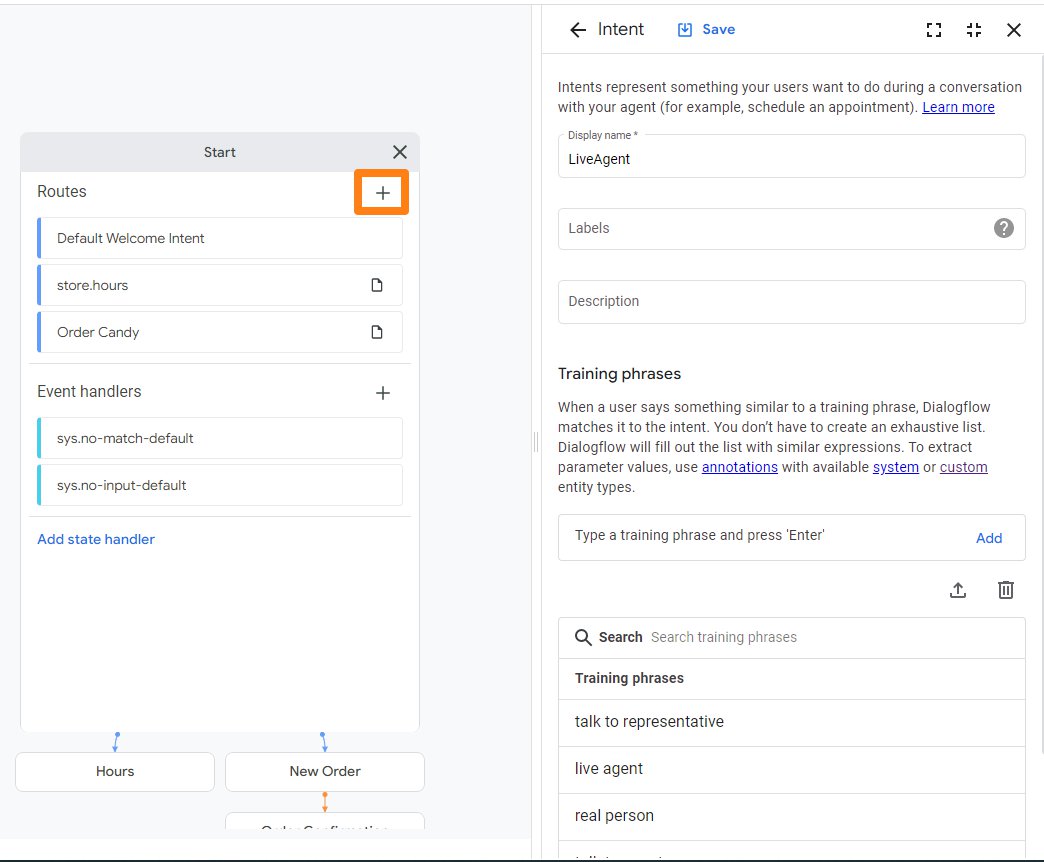 Start
Routes
Default Welcome Intent
store.hours
Order Candy
Event handlers
sys.no-match-default
sys.no-input-default
Add state handler
Hours
New Order
Order Confirmation
Intent
Save
Intents represent something your users want to do during a conversation
with your agent (for example, schedule an appointment). Learn more
Display name *
LiveAgent
Labels
Description
Training phrases
When a user says something similar to a training phrase, Dialogflow
matches it to the intent. You don’t have to create an exhaustive list.
Dialogflow will fill out the list with similar expressions. To extract
parameter values, use annotations with available system or custom
entity types.
Type a training phrase and press 'Enter'
Add
Search Search training phrases
Training phrases
talk to representative
live agent
real person